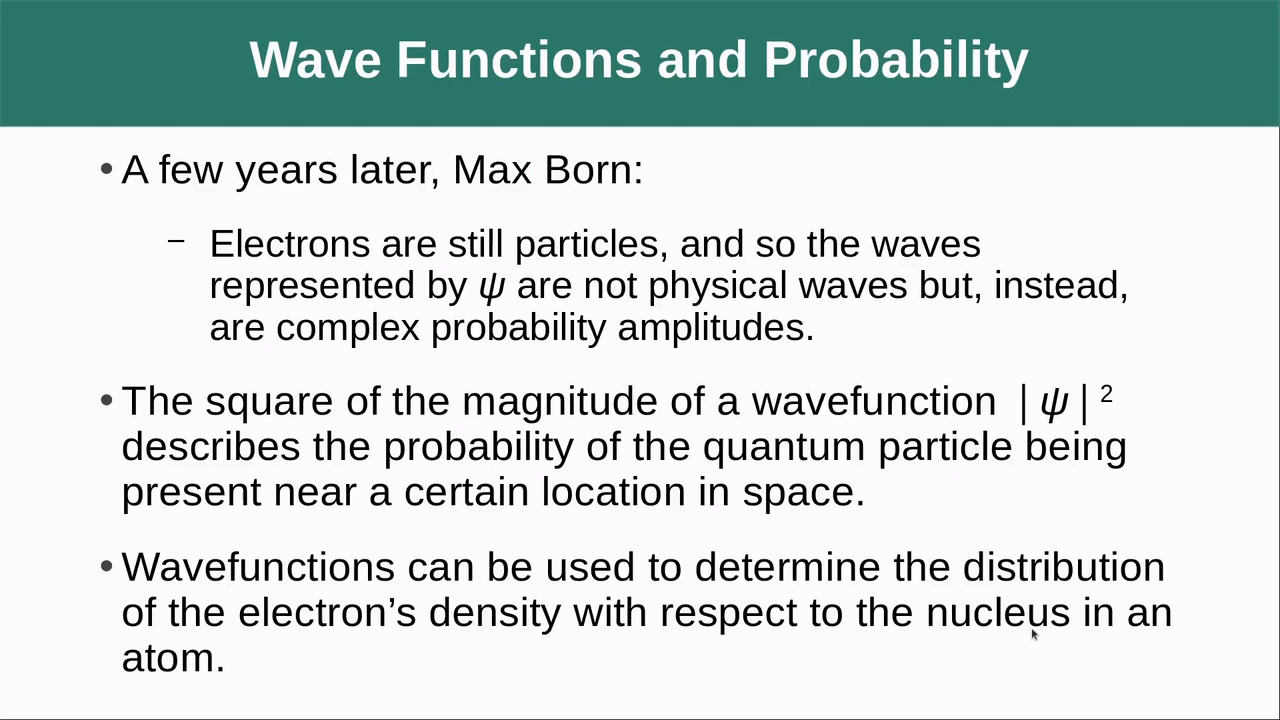 Wave Functions and Probability
• A few years later, Max Born:
– Electrons are still particles, and so the waves
represented by ψ are not physical waves but, instead,
are complex probability amplitudes.
• The square of the magnitude of a wavefunction ∣ψ∣²
describes the probability of the quantum particle being
present near a certain location in space.
• Wavefunctions can be used to determine the distribution
of the electron’s density with respect to the nucleus in an
atom.